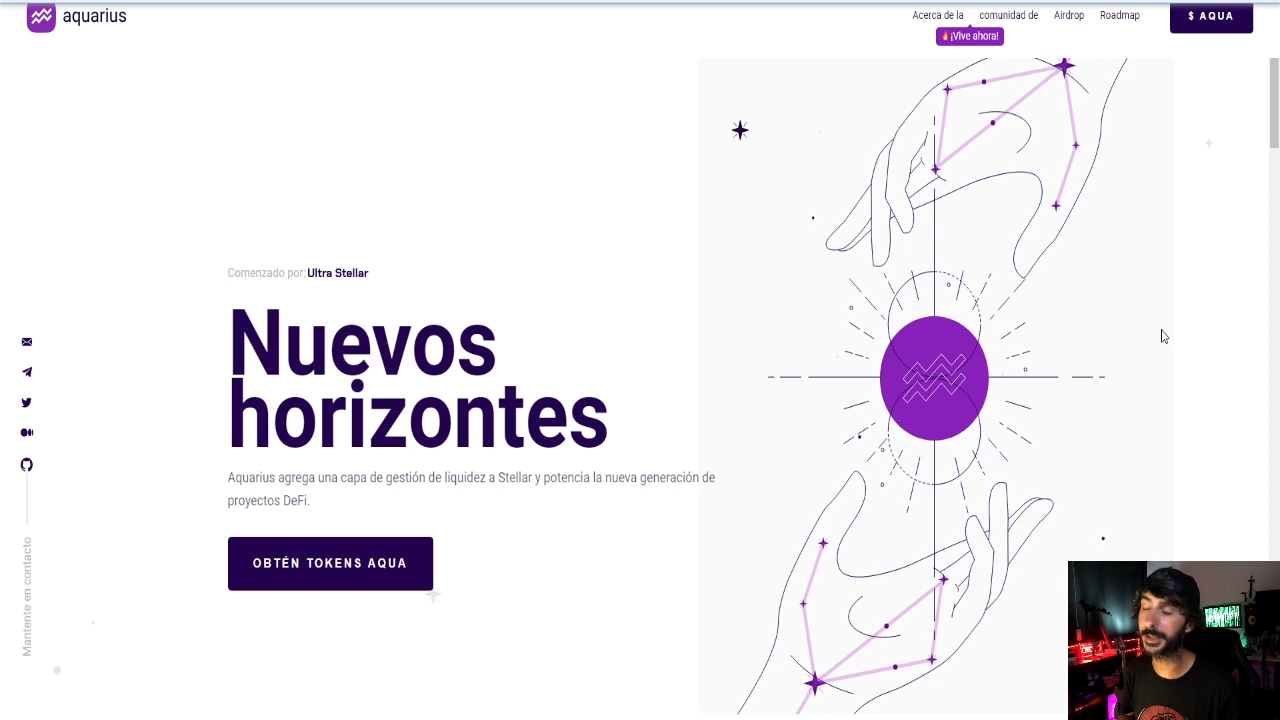 aquarius
Acerca de la comunidad de Airdrop Roadmap $ AQUA
¡Vive ahora!
Comenzado por: Ultra Stellar
Nuevos
horizontes
Aquarius agrega una capa de gestión de liquidez a Stellar y potencia la nueva generación de
proyectos DeFi.
OBTÉN TOKENS AQUA
Mantente en contacto